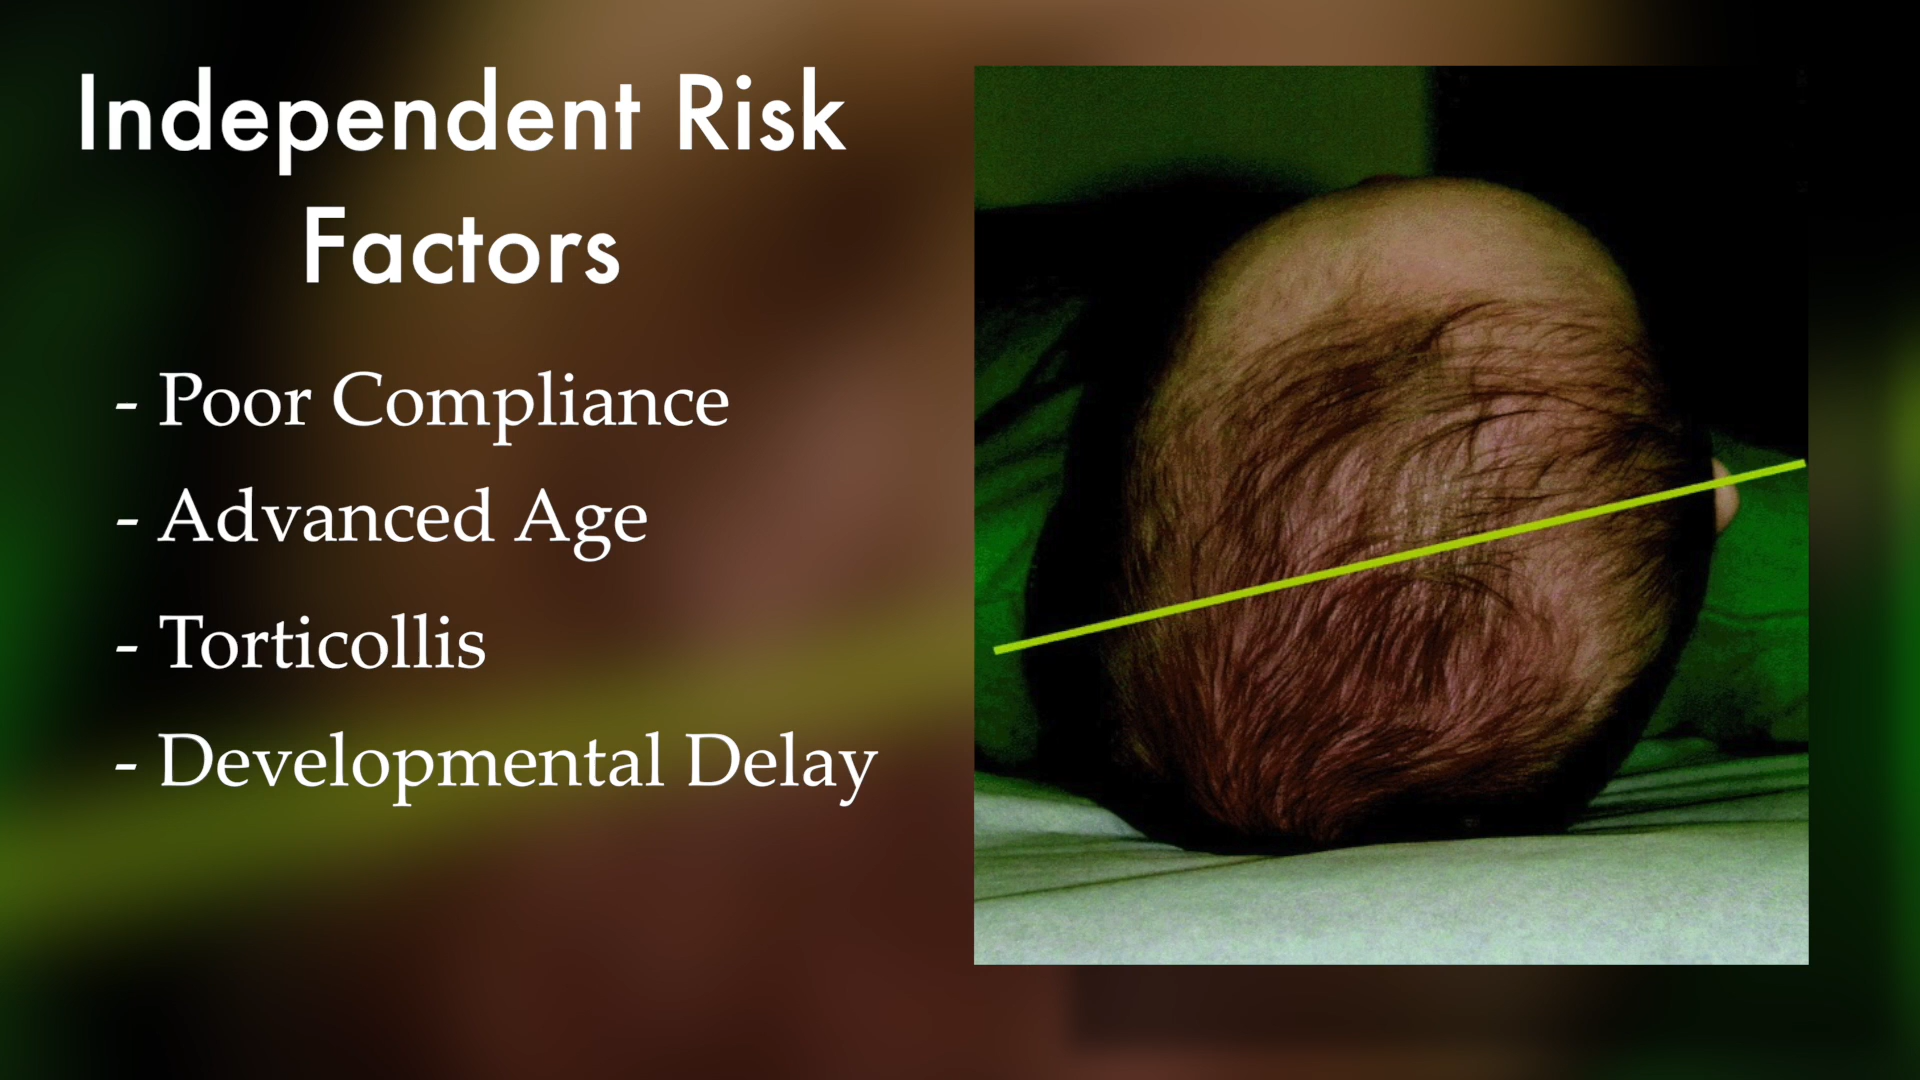 Independent Risk
Factors
- Poor Compliance
- Advanced Age
- Torticollis
- Developmental Delay